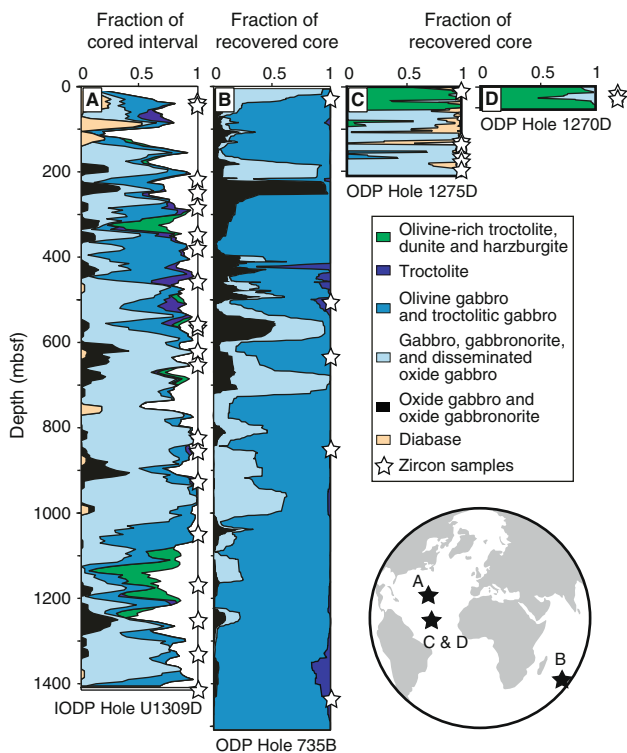 Fraction of
cored interval
Fraction of
recovered core
Fraction of
recovered core
0 0.5 1
0 0.5 1
0 0.5 1
0 0.5 1
A
B
C
D
ODP Hole 1270D
ODP Hole 1275D
0
200
400
600
800
1000
1200
1400
Depth (mbsf)
Olivine-rich troctolite,
dunite and harzburgite
Troctolite
Olivine gabbro
and troctolitic gabbro
Gabbro, gabbronorite,
and disseminated
oxide gabbro
Oxide gabbro and
oxide gabbronorite
Diabase
Zircon samples
A
C & D
B
IODP Hole U1309D
ODP Hole 735B